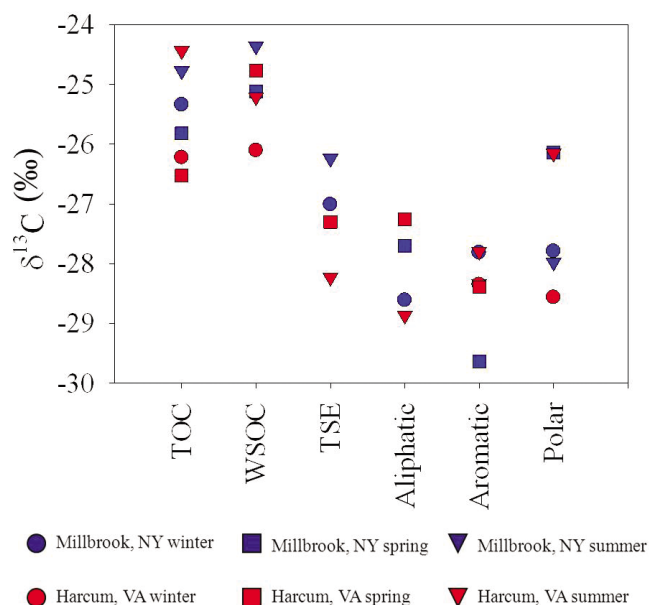 -24
-25
-26
-27
-28
-29
-30
δ¹³C (‰)
TOC
WSOC
TSE
Aliphatic
Aromatic
Polar
Millbrook, NY winter
Millbrook, NY spring
Millbrook, NY summer
Harcum, VA winter
Harcum, VA spring
Harcum, VA summer